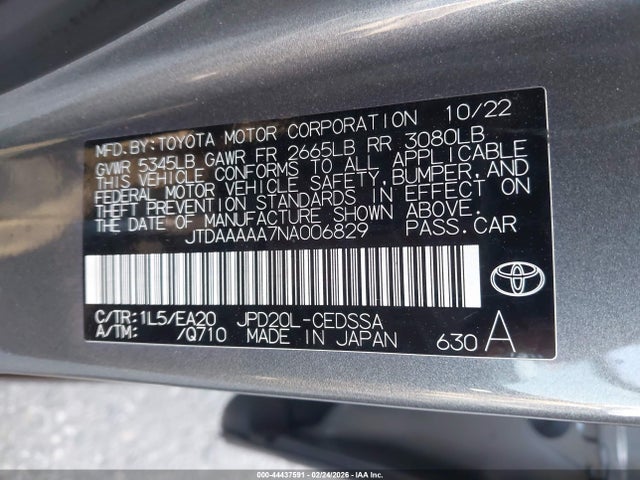 10/22
MFD.BY:TOYOTA MOTOR CORPORATION
GVWR 5345LB GAWR FR 2665LB RR 3080LB
THIS VEHICLE CONFORMS TO ALL APPLICABLE
FEDERAL MOTOR VEHICLE SAFETY,BUMPER,AND
THEFT PREVENTION STANDARDS IN EFFECT ON
THE DATE OF MANUFACTURE SHOWN ABOVE.
JTDAAAAA7NA006829 PASS.CAR
C/TR:1L5/EA20 JPD20L-CEDSSA
A/TM: /Q710 MADE IN JAPAN 630 A
TOYOTA
000-44437591 - 02/24/2026 - IAA Inc.